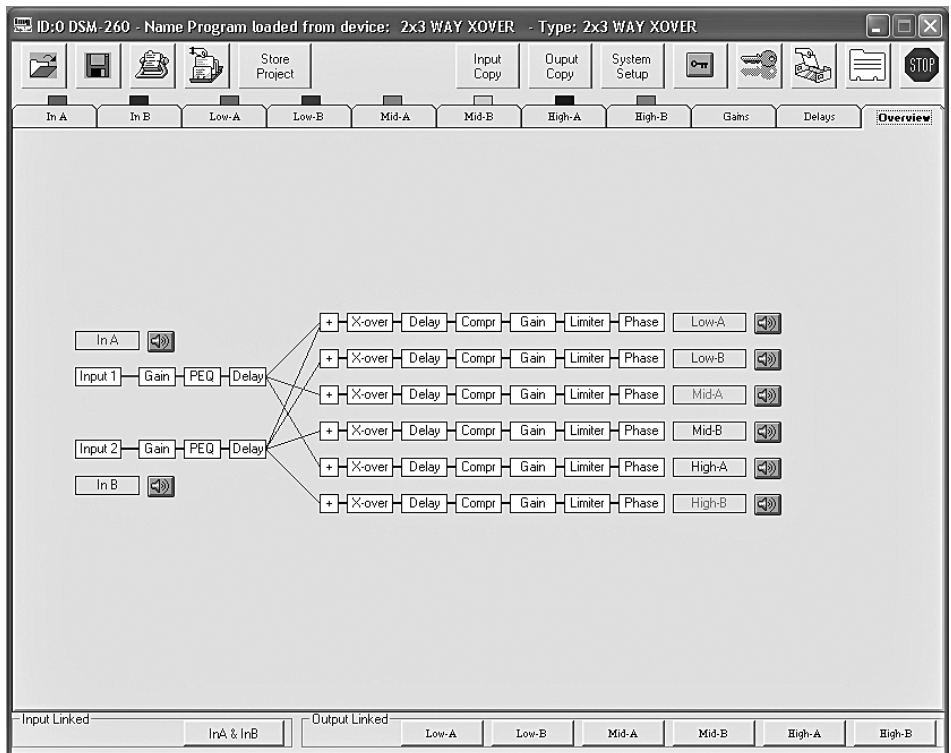 ID:0 DSM-260 - Name Program loaded from device: 2x3 WAY XOVER - Type: 2x3 WAY XOVER
Store Project
Input Copy
Ouput Copy
System Setup
STOP
In A In B Low-A Low-B Mid-A Mid-B High-A High-B Gains Delays Overview
+ X-over Delay Compr Gain Limiter Phase Low-A
In A
+ X-over Delay Compr Gain Limiter Phase Low-B
Input 1 Gain PEQ Delay
+ X-over Delay Compr Gain Limiter Phase Mid-A
+ X-over Delay Compr Gain Limiter Phase Mid-B
Input 2 Gain PEQ Delay
+ X-over Delay Compr Gain Limiter Phase High-A
In B
+ X-over Delay Compr Gain Limiter Phase High-B
Input Linked
InA & InB
Output Linked
Low-A Low-B Mid-A Mid-B High-A High-B